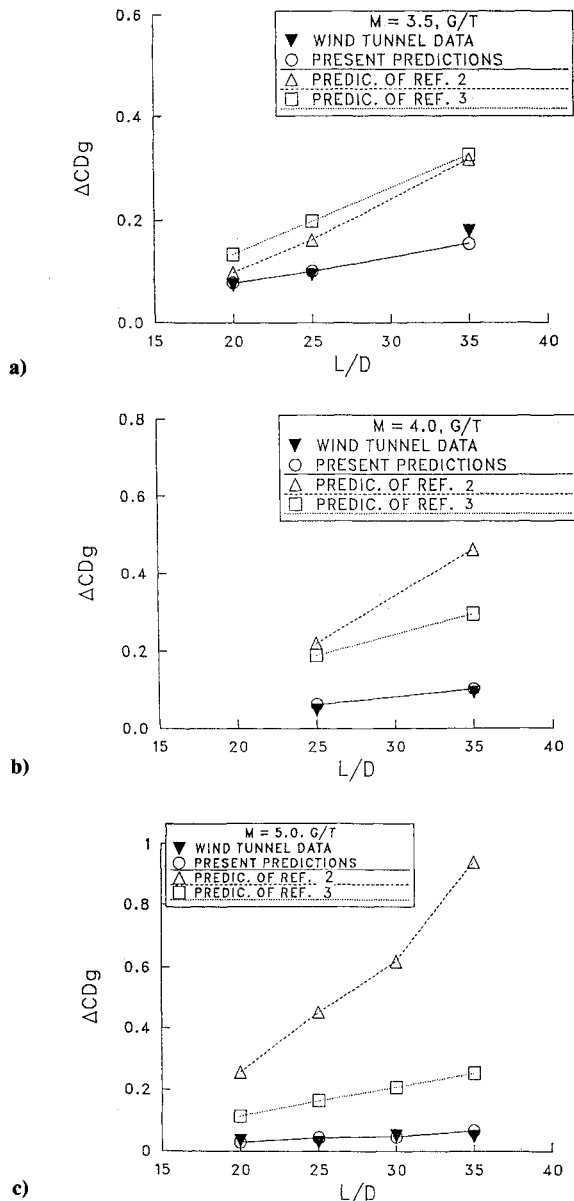 M = 3.5, G/T
WIND TUNNEL DATA
PRESENT PREDICTIONS
PREDIC. OF REF. 2
PREDIC. OF REF. 3
0.6
0.4
0.2
0.0
ΔCDg
15 20 25 30 35 40
L/D
a)
M = 4.0, G/T
WIND TUNNEL DATA
PRESENT PREDICTIONS
PREDIC. OF REF. 2
PREDIC. OF REF. 3
0.8
0.6
0.4
0.2
0.0
ΔCDg
15 20 25 30 35 40
L/D
b)
M = 5.0. G/T
WIND TUNNEL DATA
PRESENT PREDICTIONS
PREDIC. OF REF. 2
PREDIC. OF REF. 3
1
0.8
0.6
0.4
0.2
0
ΔCDg
15 20 25 30 35 40
L/D
c)